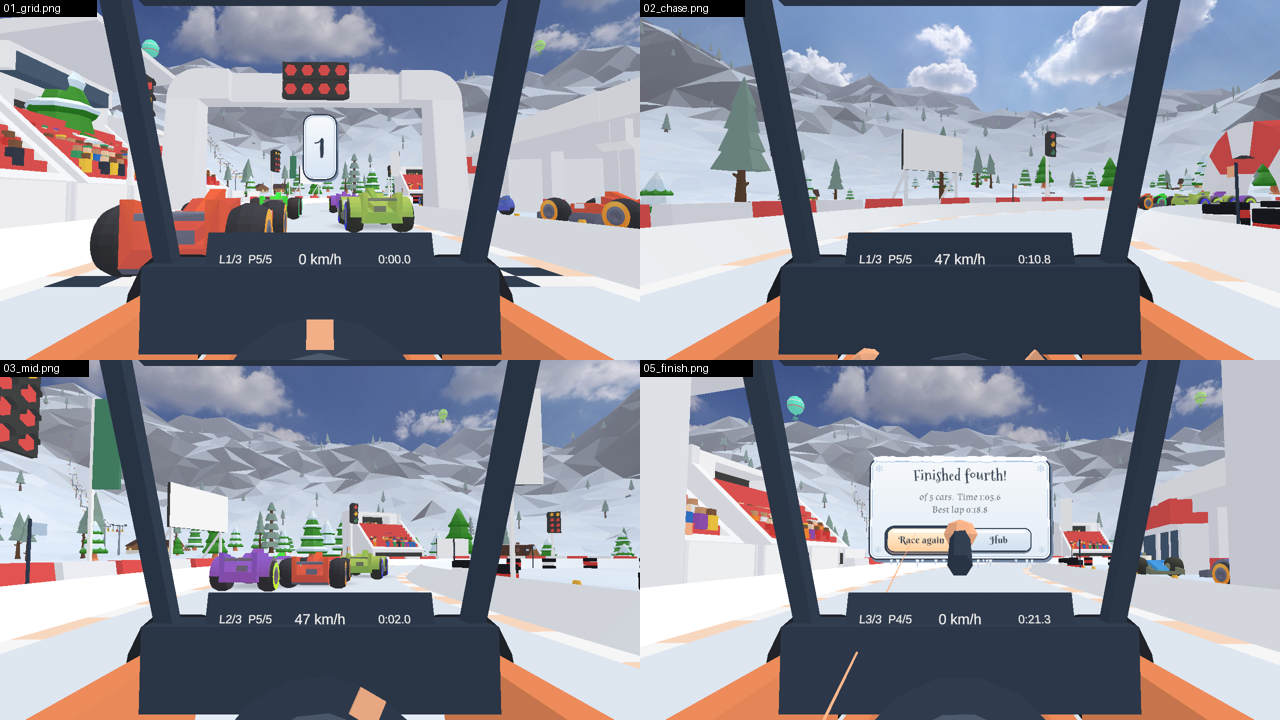 01_grid.png
1
L1/3 P5/5 0 km/h 0:00.0
02_chase.png
L1/3 P5/5 47 km/h 0:10.8
03_mid.png
L2/3 P5/5 47 km/h 0:02.0
05_finish.png
Finished fourth!
of 5 cars. Time 1:05.6
Best lap 0:18.8
Race again Hub
L3/3 P4/5 0 km/h 0:21.3